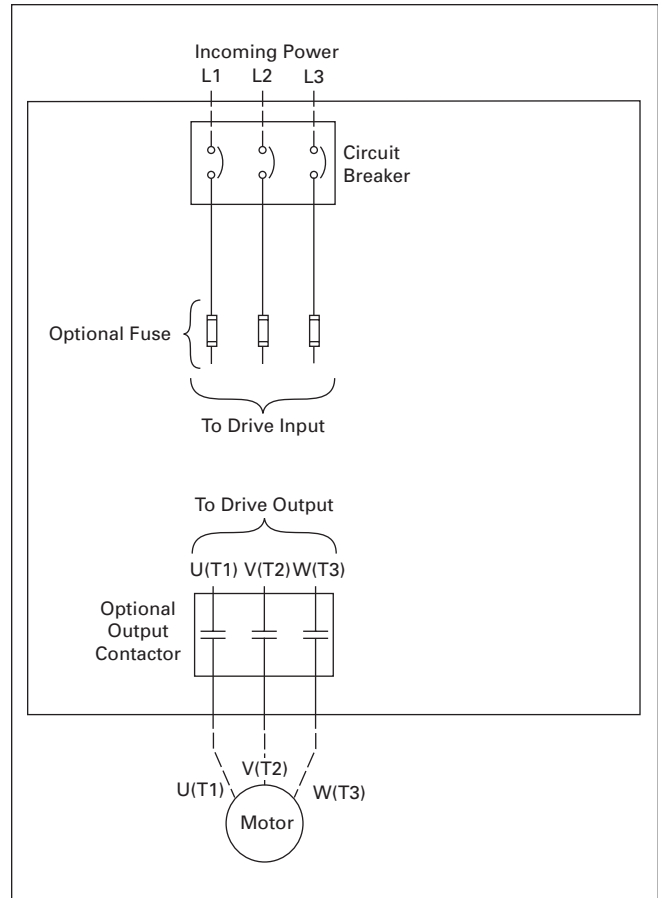 Incoming Power
L1 L2 L3
Circuit
Breaker
Optional Fuse
To Drive Input
To Drive Output
U(T1) V(T2) W(T3)
Optional
Output
Contactor
V(T2)
U(T1) W(T3)
Motor